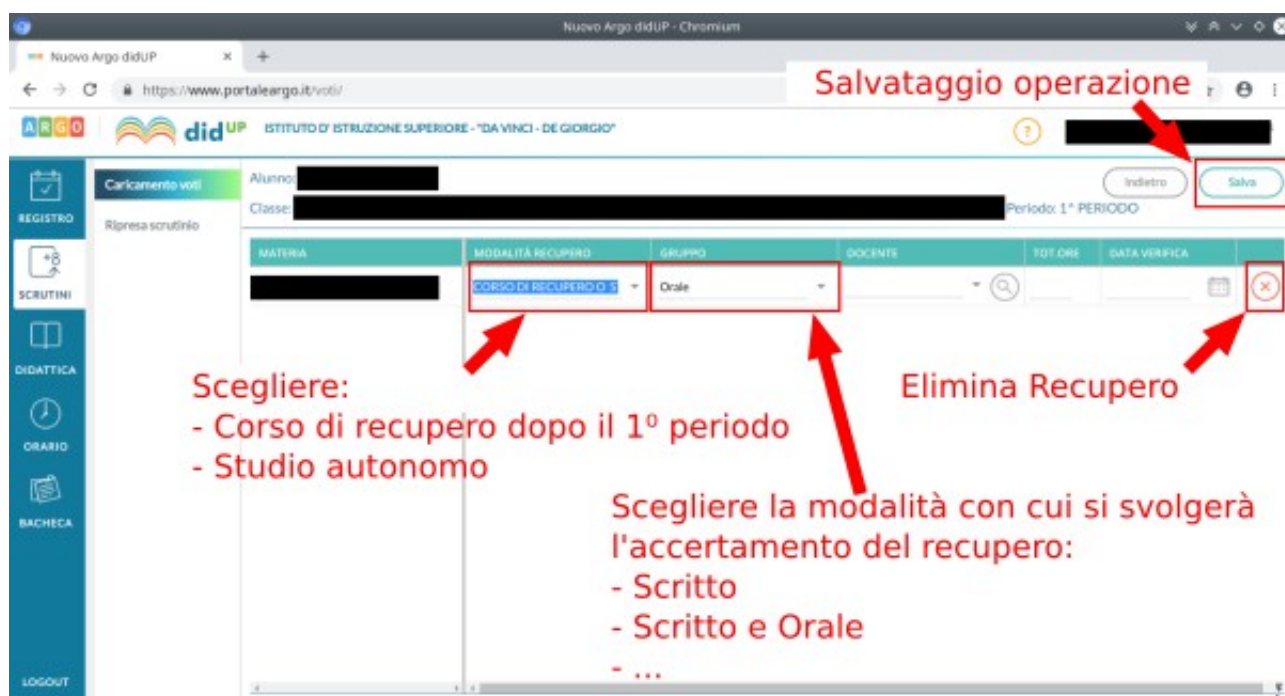 Nuovo Argo didUP - Chromium
Nuovo Argo didUP × +
https://www.portaleargo.it/voti/
Salvataggio operazione
ARGO didUP ISTITUTO D' ISTRUZIONE SUPERIORE - "DA VINCI - DE GIORGIO" ?
REGISTRO
SCRUTINI
DIDATTICA
ORARIO
BACHECA
LOGOUT
Caricamento voti
Ripresa scrutinio
Alunno:
Indietro Salva
Classe: Periodo: 1^ PERIODO
MATERIA MODALITÀ RECUPERO GRUPPO DOCENTE TOT.ORE DATA VERIFICA
CORSO DI RECUPERO O S Orale
Scegliere:
- Corso di recupero dopo il 1º periodo
- Studio autonomo
Elimina Recupero
Scegliere la modalità con cui si svolgerà
l'accertamento del recupero:
- Scritto
- Scritto e Orale
- ...